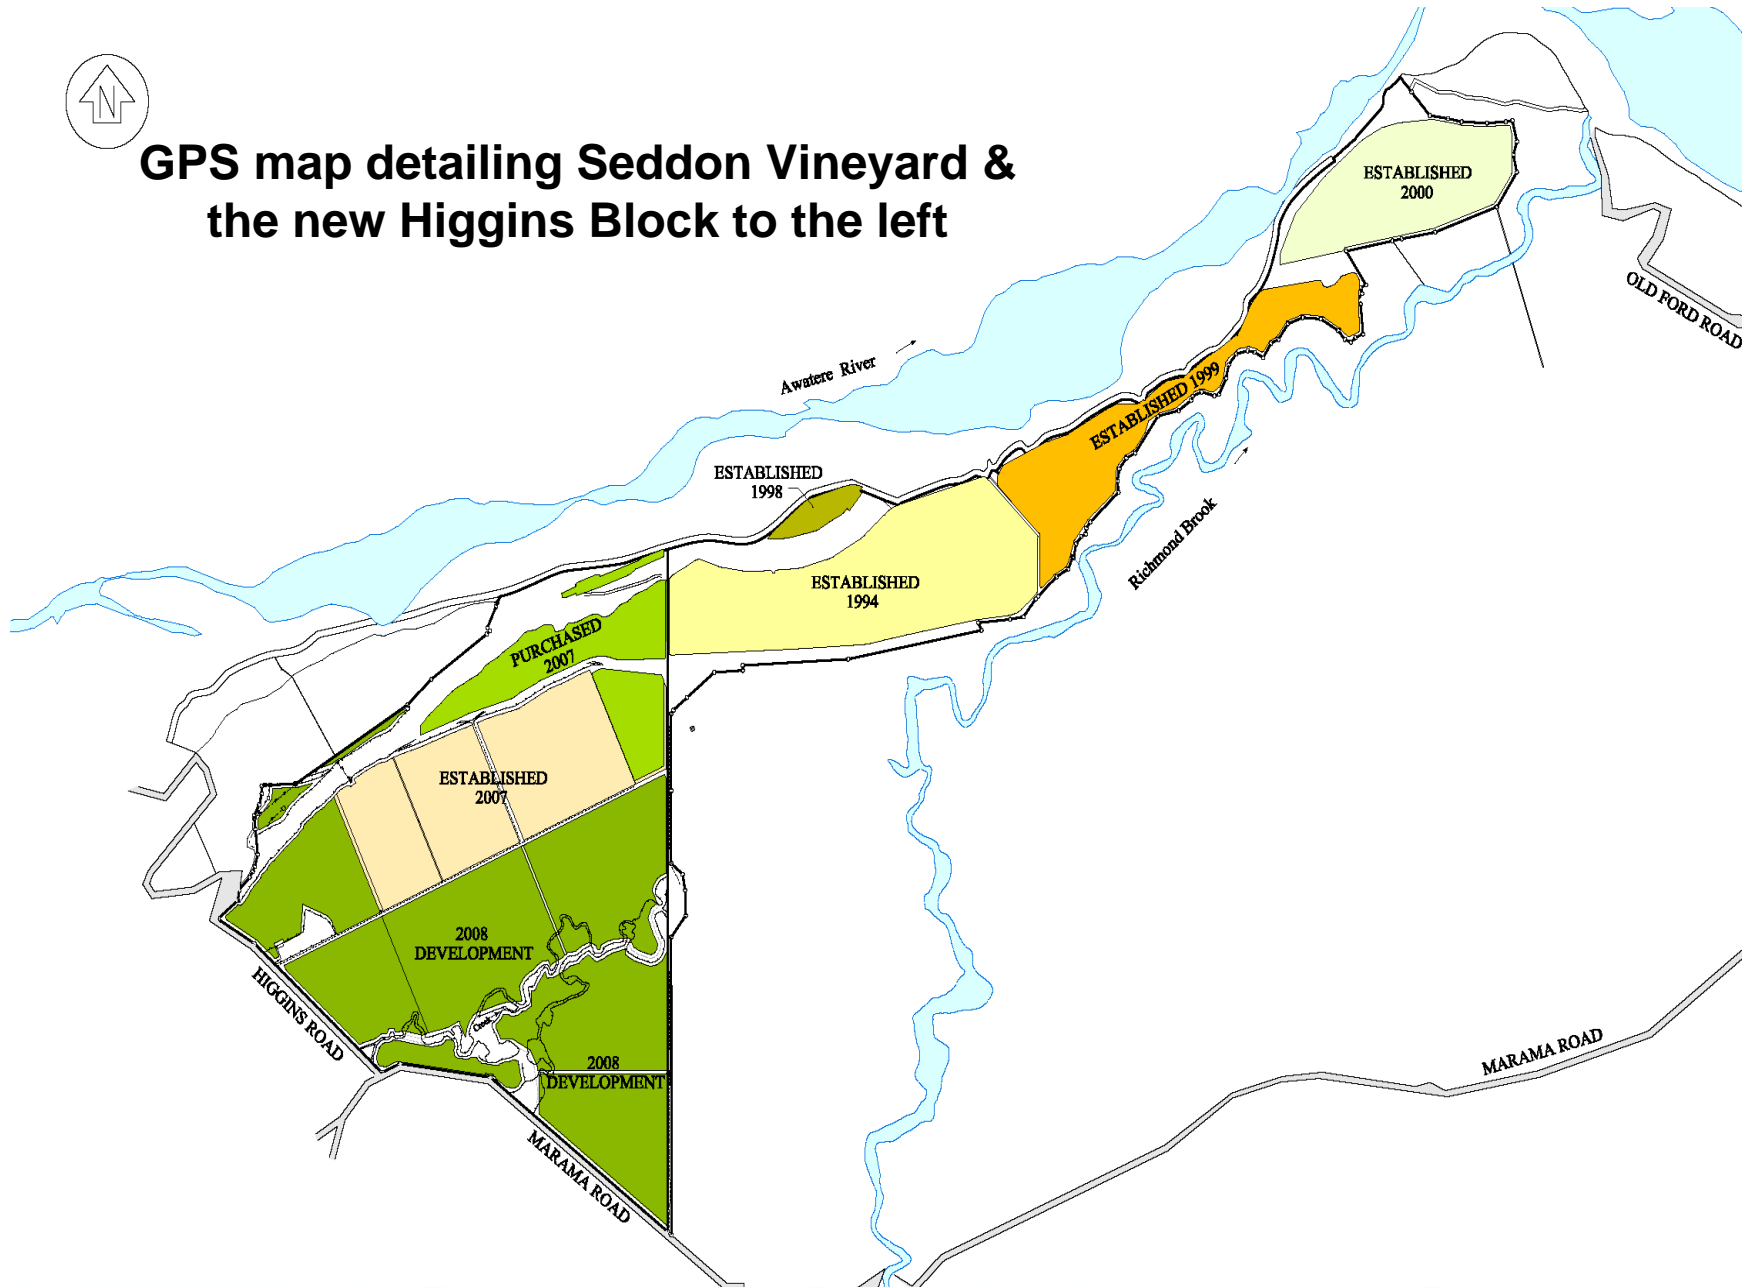 N
GPS map detailing Seddon Vineyard &
the new Higgins Block to the left
ESTABLISHED
2000
OLD FORD ROAD
Awatere River
ESTABLISHED 1999
ESTABLISHED
1998
Richmond Brook
ESTABLISHED
1994
PURCHASED
2007
ESTABLISHED
2007
2008
DEVELOPMENT
HIGGINS ROAD
Creek
2008
DEVELOPMENT
MARAMA ROAD
MARAMA ROAD